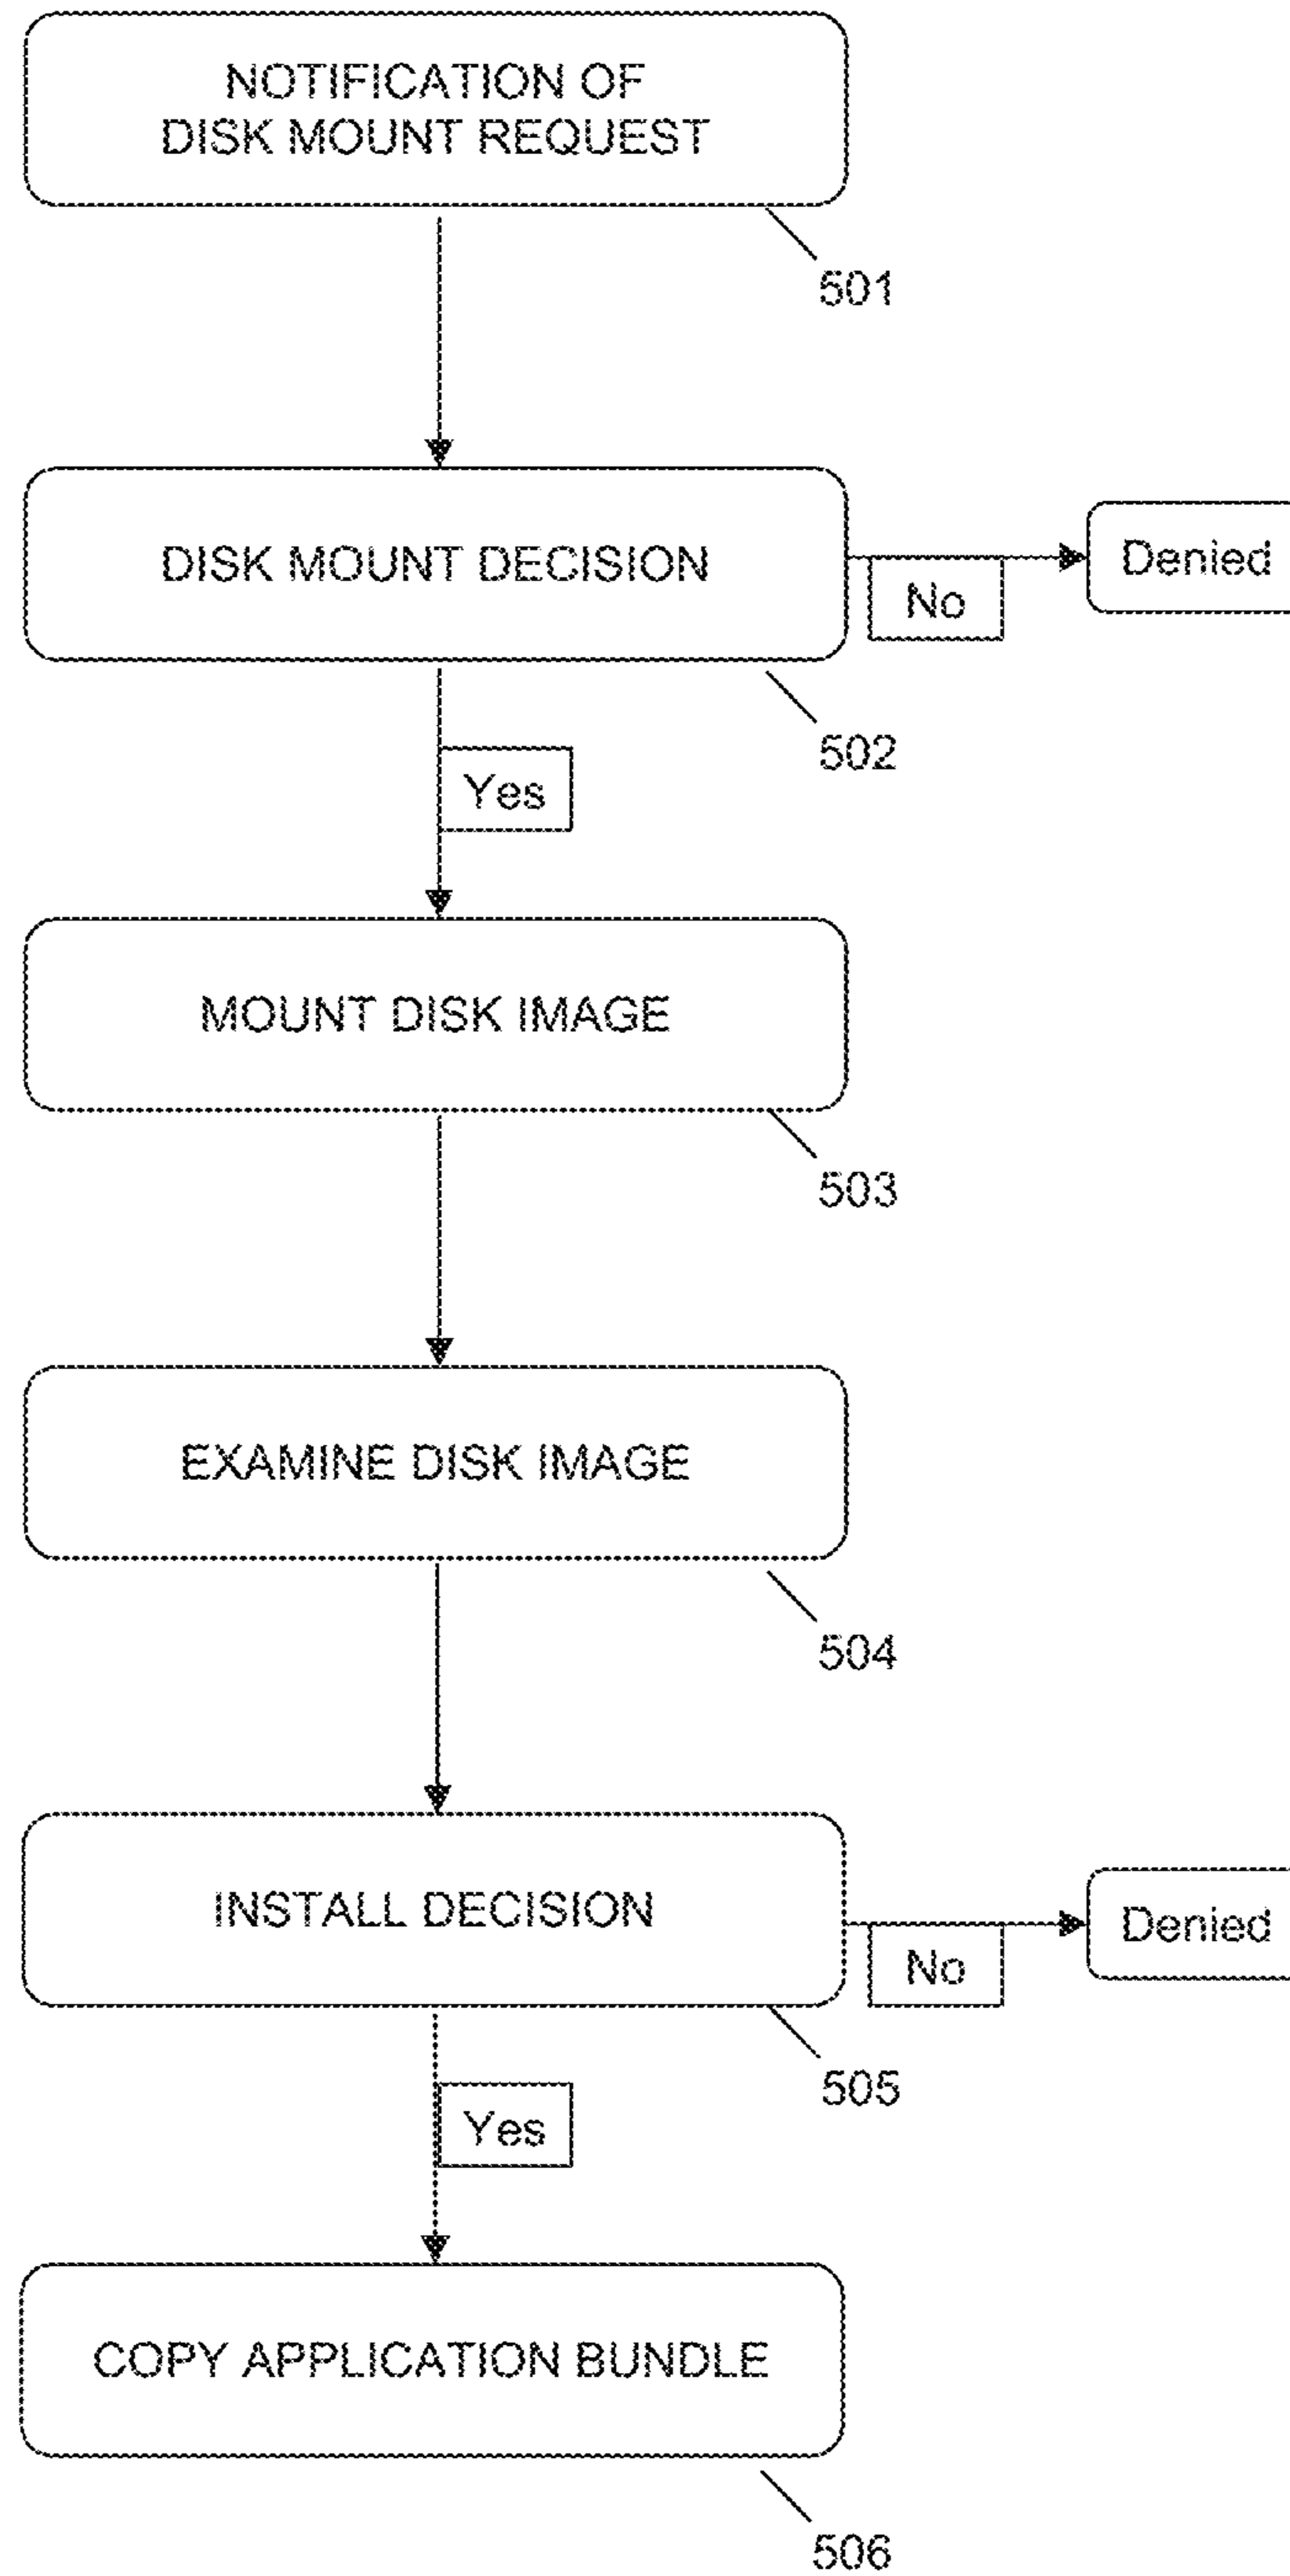 NOTIFICATION OF
DISK MOUNT REQUEST
501
DISK MOUNT DECISION
No
Denied
502
Yes
MOUNT DISK IMAGE
503
EXAMINE DISK IMAGE
504
INSTALL DECISION
No
Denied
505
Yes
COPY APPLICATION BUNDLE
506